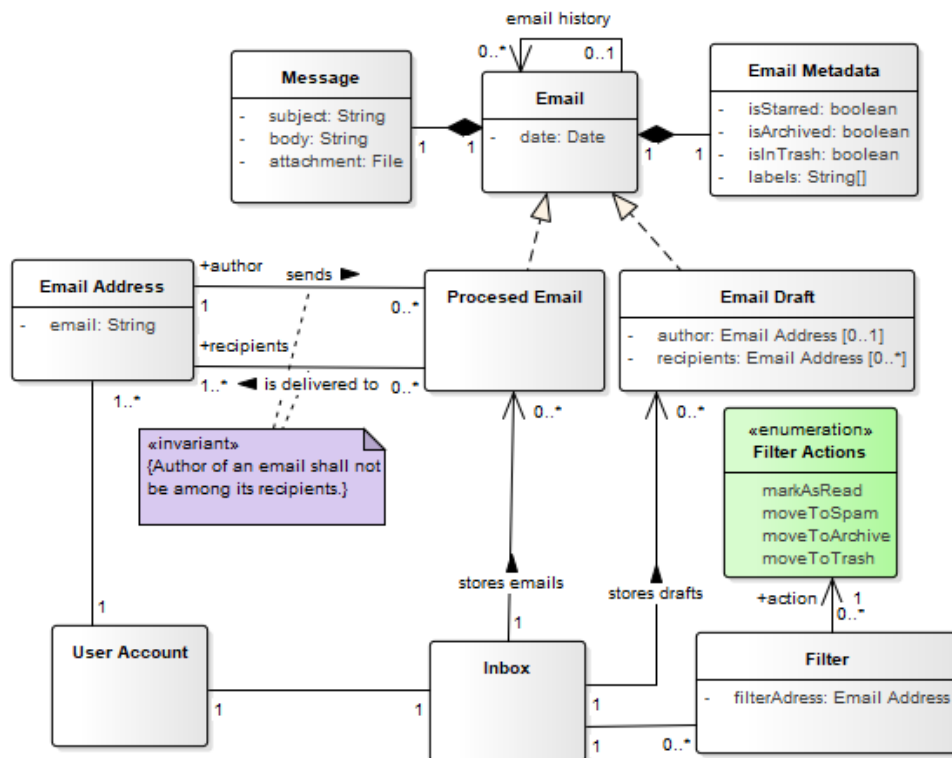 email history
0..*
0..1
Message
- subject: String
- body: String
- attachment: File
1
1
Email
- date: Date
1
1
Email Metadata
- isStarred: boolean
- isArchived: boolean
- isInTrash: boolean
- labels: String[]
Email Address
- email: String
+author
sends ►
1
0..*
+recipients
1..*
◄ is delivered to
0..*
Procesed Email
Email Draft
- author: Email Address [0..1]
- recipients: Email Address [0..*]
1..*
«invariant»
{Author of an email shall not
be among its recipients.}
0..*
0..*
«enumeration»
Filter Actions
markAsRead
moveToSpam
moveToArchive
moveToTrash
stores emails
stores drafts
+action
1
0..*
1
1
User Account
1
1
Inbox
1
1
0..*
Filter
- filterAdress: Email Address